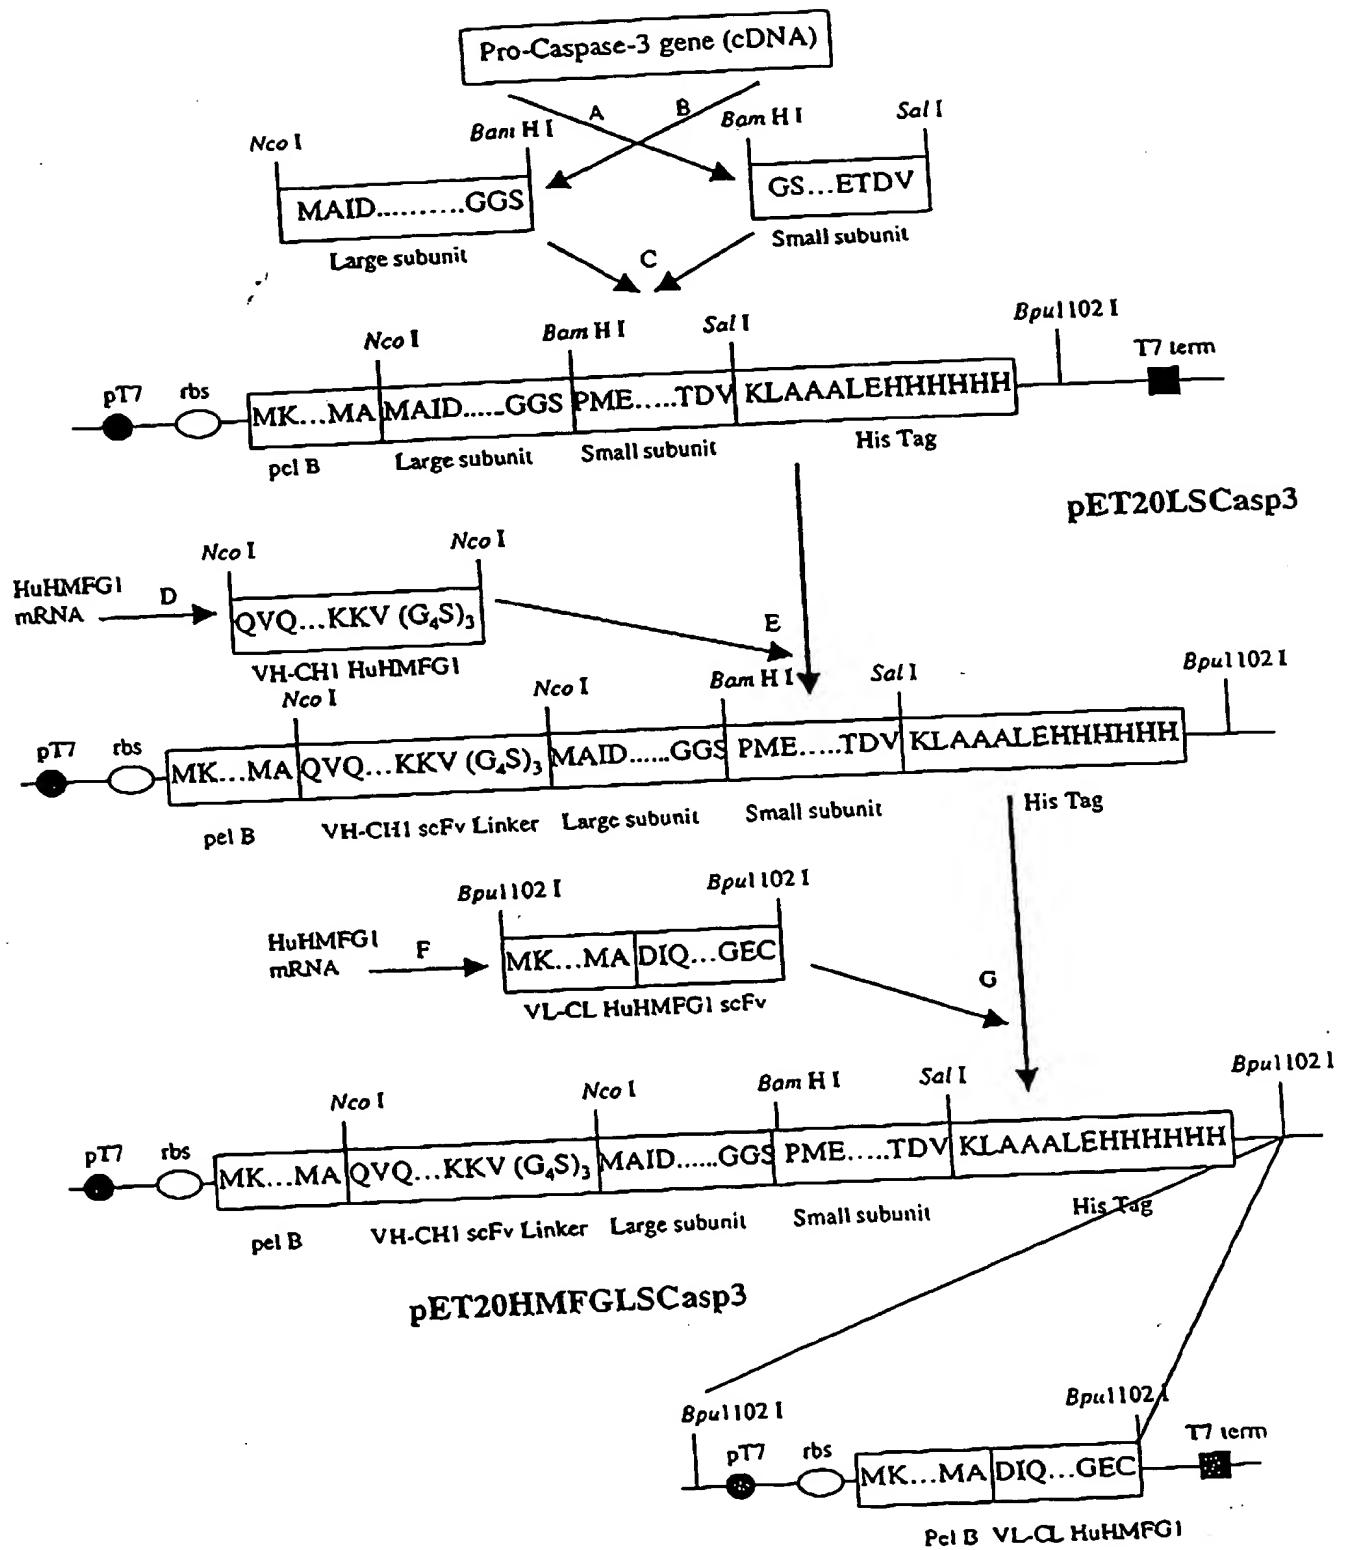 Pro-Caspase-3 gene (cDNA)
A
B
Nco I
Bam H I
Bam H I
Sal I
MAID..........GGS
GS...ETDV
Large subunit
Small subunit
C
Nco I
Bam H I
Sal I
Bpu1102 I
T7 term
pT7
rbs
MK...MA
MAID......GGS
PME.....TDV
KLAAALEHHHHHH
pel B
Large subunit
Small subunit
His Tag
pET20LSCasp3
HuHMFG1
mRNA
D
Nco I
Nco I
QVQ...KKV (G₄S)₃
VH-CH1 HuHMFG1
E
Nco I
Nco I
Bam H I
Sal I
Bpu1102 I
pT7
rbs
MK...MA
QVQ...KKV (G₄S)₃
MAID......GGS
PME.....TDV
KLAAALEHHHHHH
pel B
VH-CH1 scFv Linker
Large subunit
Small subunit
His Tag
HuHMFG1
mRNA
F
Bpu1102 I
Bpu1102 I
MK...MA
DIQ...GEC
VL-CL HuHMFG1 scFv
G
Nco I
Nco I
Bam H I
Sal I
Bpu1102 I
pT7
rbs
MK...MA
QVQ...KKV (G₄S)₃
MAID......GGS
PME.....TDV
KLAAALEHHHHHH
pel B
VH-CH1 scFv Linker
Large subunit
Small subunit
His Tag
pET20HMFGLSCasp3
Bpu1102 I
Bpu1102 I
pT7
rbs
MK...MA
DIQ...GEC
T7 term
Pel B
VL-CL HuHMFG1